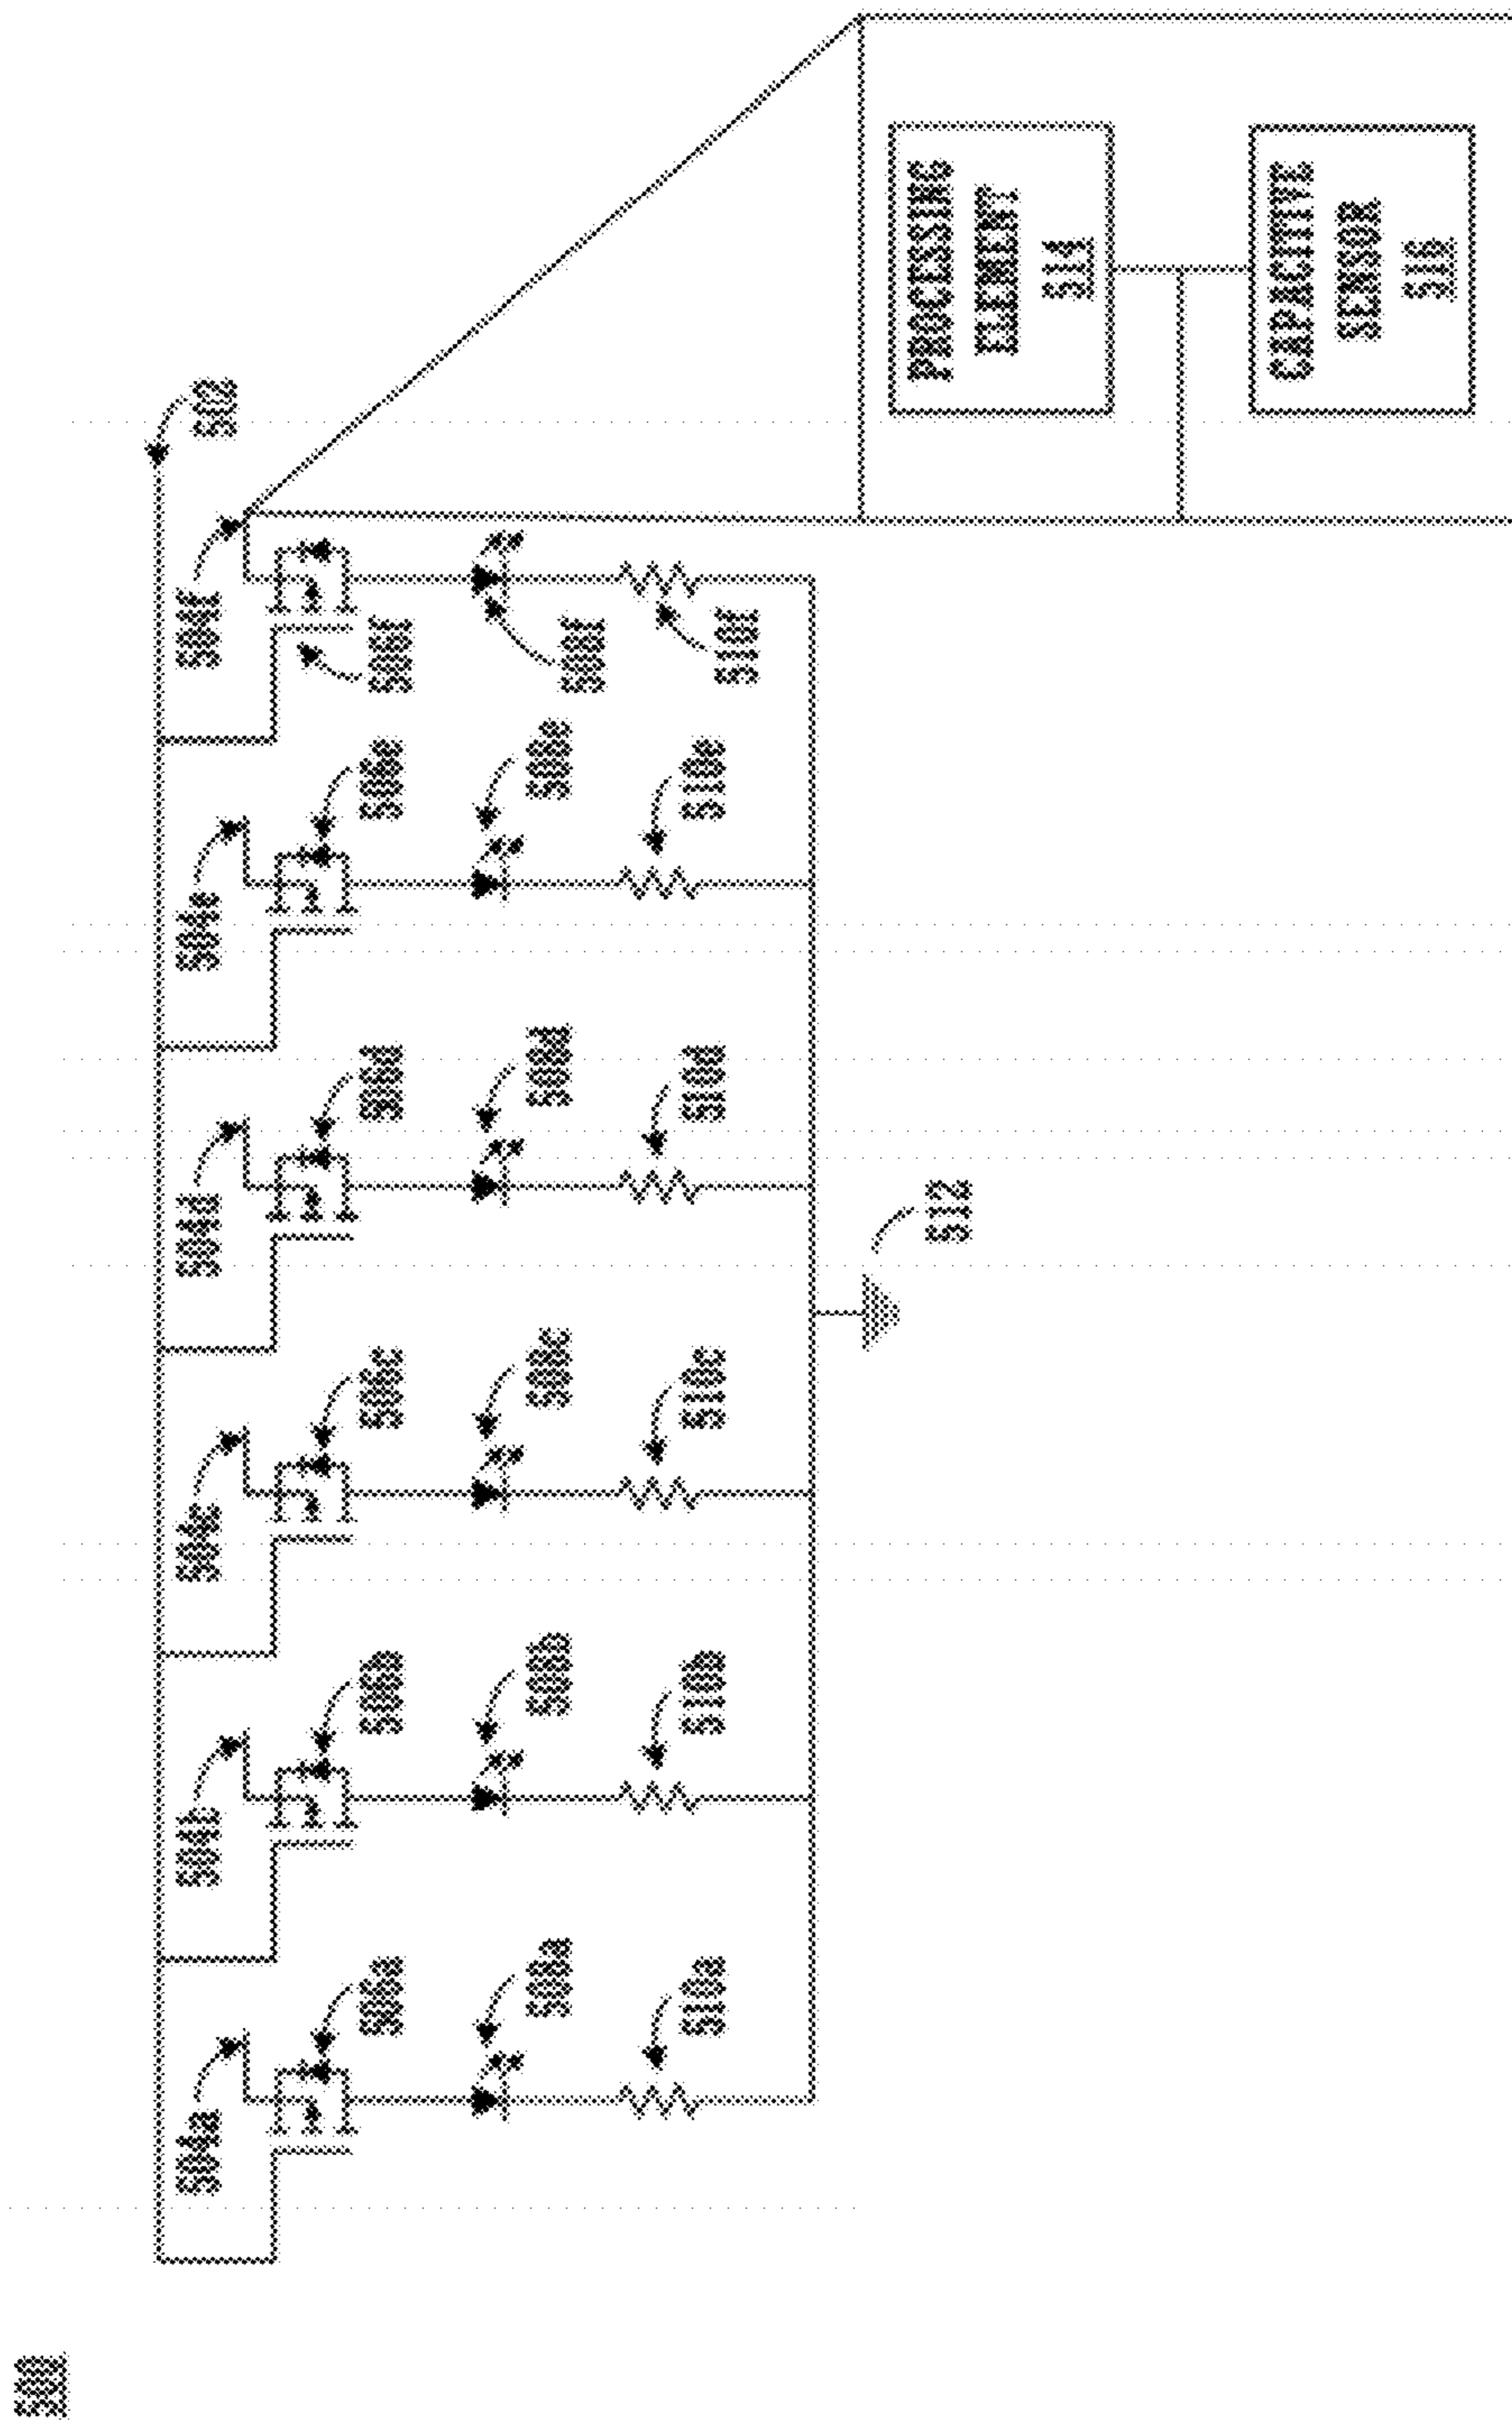 500
502
504a
504b
504c
504d
504e
504f
506a
506b
506c
506d
506e
506f
508a
508b
508c
508d
508e
508f
510a
510b
510c
510d
510e
510f
512
PROCESSING
ELEMENT
514
CAPACITIVE
SENSOR
516